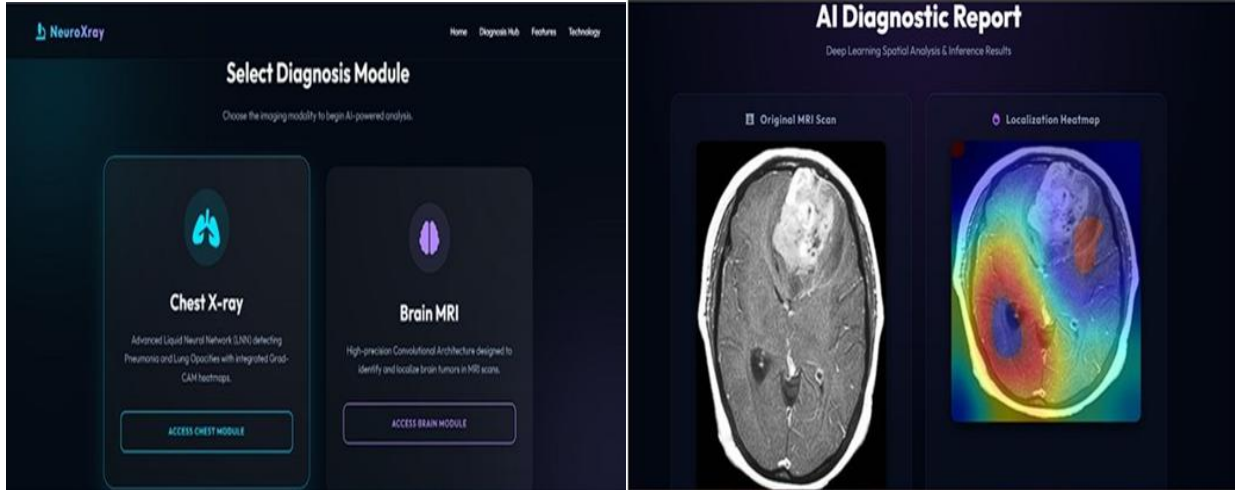 NeuroXray
Home Diagnosis Hub Features Technology
Select Diagnosis Module
Choose the imaging modality to begin AI-powered analysis.
Chest X-ray
Advanced Liquid Neural Network (LNN) detecting
Pneumonia and Lung Opacities with integrated Grad-
CAM heatmaps.
ACCESS CHEST MODULE
Brain MRI
High-precision Convolutional Architecture designed to
identify and localize brain tumors in MRI scans.
ACCESS BRAIN MODULE
AI Diagnostic Report
Deep Learning Spatial Analysis & Inference Results
Original MRI Scan
Localization Heatmap